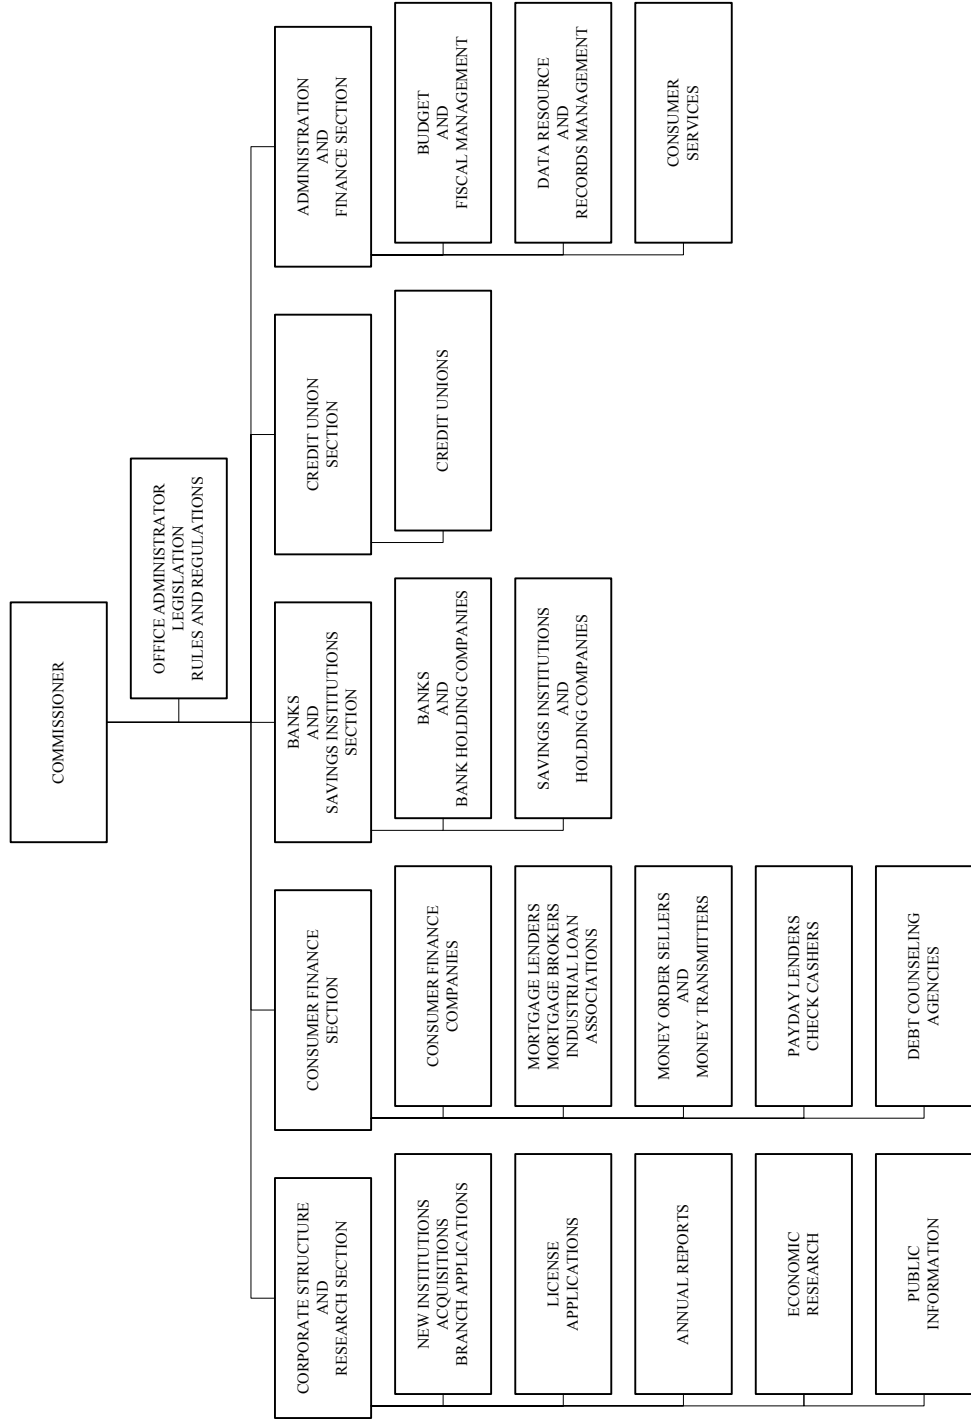 COMMISSIONER
OFFICE ADMINISTRATOR
LEGISLATION
RULES AND REGULATIONS
CORPORATE STRUCTURE
AND
RESEARCH SECTION
NEW INSTITUTIONS
ACQUISITIONS
BRANCH APPLICATIONS
LICENSE
APPLICATIONS
ANNUAL REPORTS
ECONOMIC
RESEARCH
PUBLIC
INFORMATION
CONSUMER FINANCE
SECTION
CONSUMER FINANCE
COMPANIES
MORTGAGE LENDERS
MORTGAGE BROKERS
INDUSTRIAL LOAN
ASSOCIATIONS
MONEY ORDER SELLERS
AND
MONEY TRANSMITTERS
PAYDAY LENDERS
CHECK CASHERS
DEBT COUNSELING
AGENCIES
BANKS
AND
SAVINGS INSTITUTIONS
SECTION
BANKS
AND
BANK HOLDING COMPANIES
SAVINGS INSTITUTIONS
AND
HOLDING COMPANIES
CREDIT UNION
SECTION
CREDIT UNIONS
ADMINISTRATION
AND
FINANCE SECTION
BUDGET
AND
FISCAL MANAGEMENT
DATA RESOURCE
AND
RECORDS MANAGEMENT
CONSUMER
SERVICES